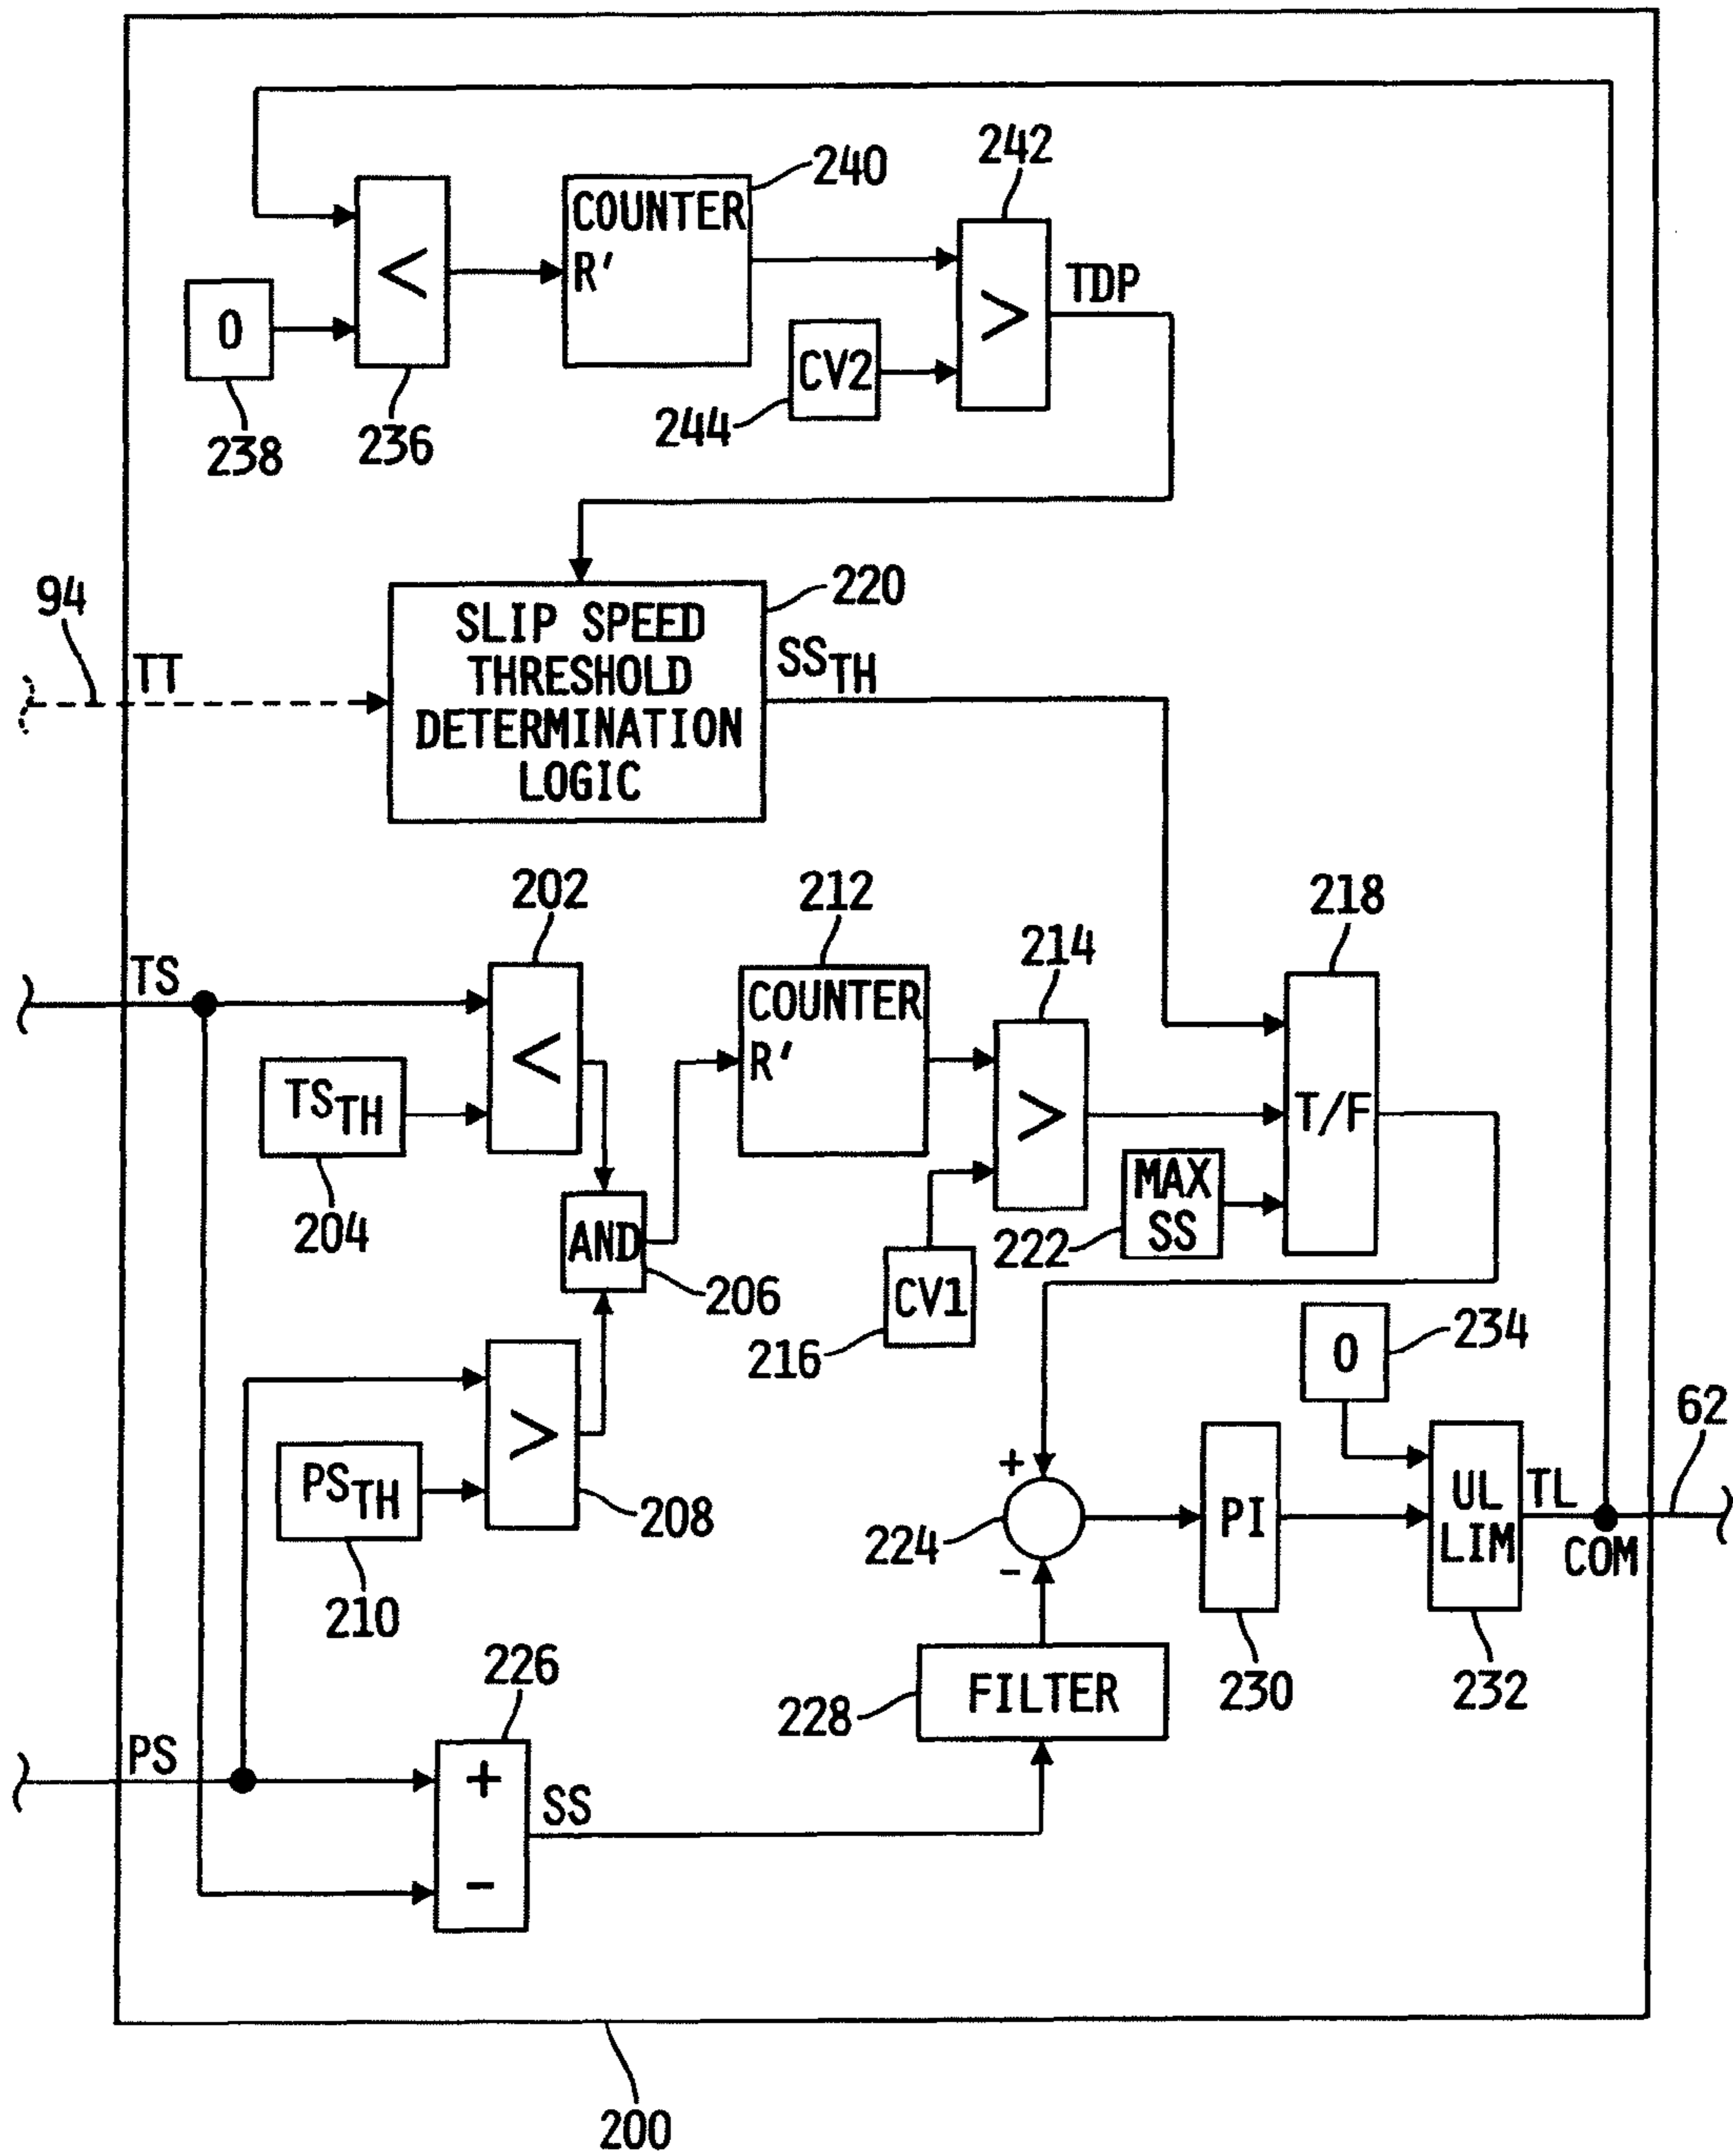 242
240
COUNTER
R'
<
>
TDP
0
CV2
244
238
236
94
TT
220
SLIP SPEED
THRESHOLD
DETERMINATION
LOGIC
SSTH
202
212
218
214
TS
COUNTER
R'
<
TSTH
>
T/F
204
MAX
SS
222
AND
206
CV1
216
0
234
62
PSTH
>
208
210
+
224
-
PI
UL
LIM
TL
COM
226
228
FILTER
230
232
PS
+
-
SS
200